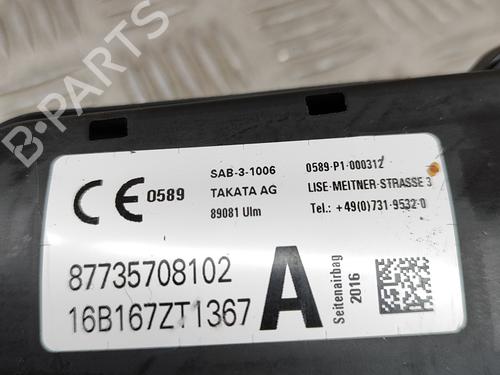 B-PARTS
CE 0589
SAB-3-1006
TAKATA AG
89081 Ulm
0589-P1-000312
LISE-MEITNER-STRASSE 3
Tel.: +49(0)731-9532-0
87735708102
16B167ZT1367
A
Seitenairbag
2016